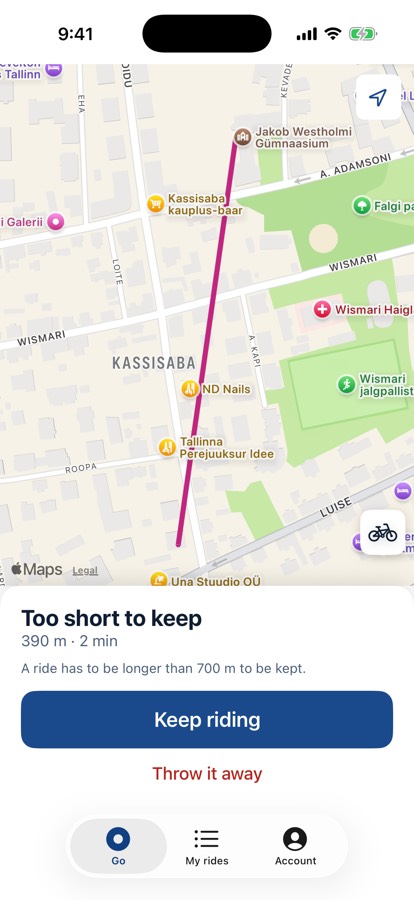 9:41
s Tallinn
EHA
KEVADE
Jakob Westholmi
Gümnaasium
A. ADAMSONI
Kassisaba
kauplus-baar
Falgi pa
i Galerii
LOITE
WISMARI
Wismari Haigl
WISMARI
KASSISABA
A. KAPI
ND Nails
Wismari
jalgpallist
Tallinna
Perejuuksur Idee
ROOPA
LUISE
Maps
Legal
Una Stuudio OÜ
Too short to keep
390 m · 2 min
A ride has to be longer than 700 m to be kept.
Keep riding
Throw it away
Go
My rides
Account